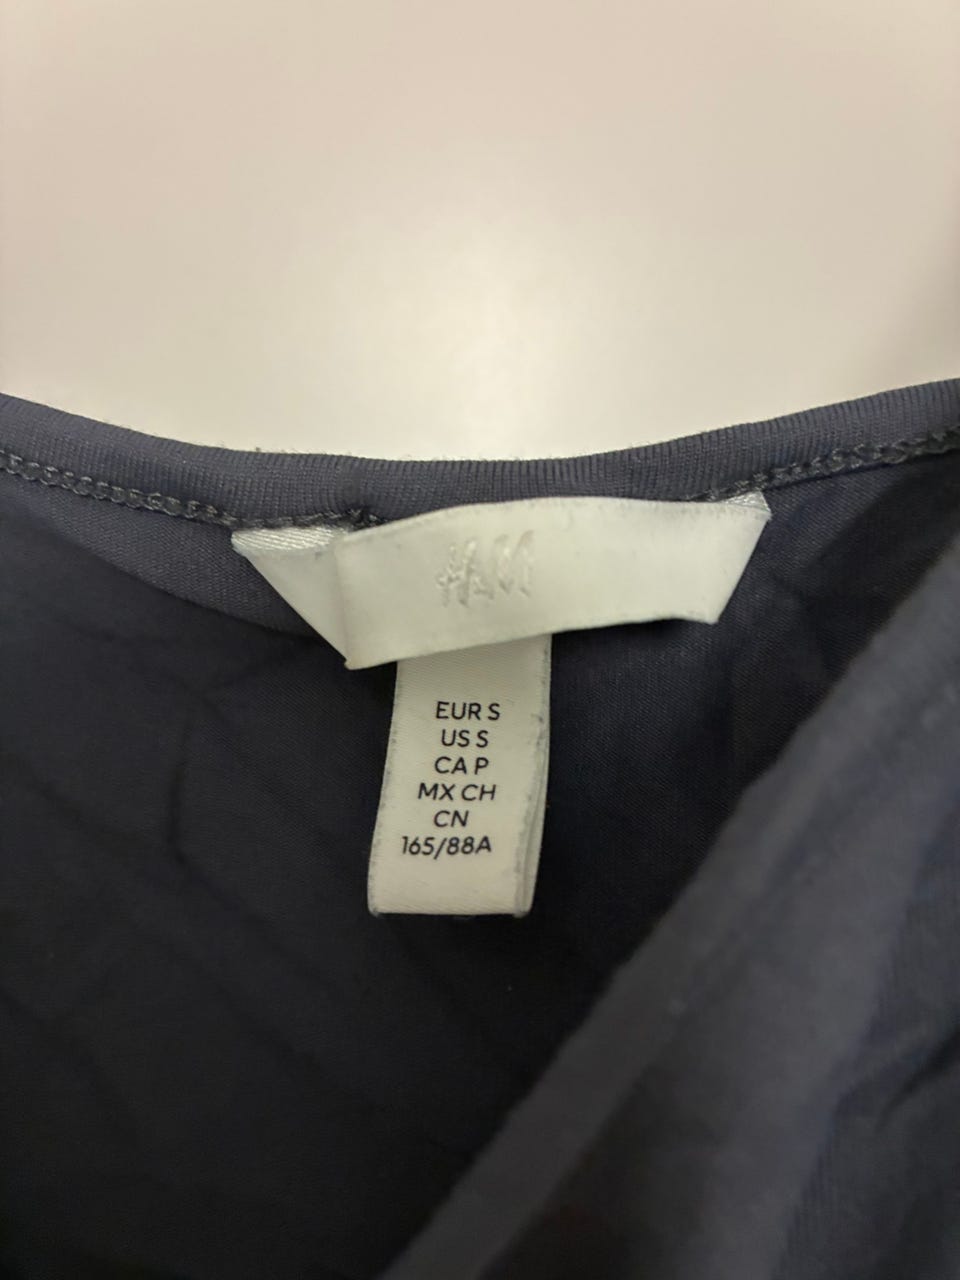 H&M
EUR S
US S
CA P
MX CH
CN
165/88A